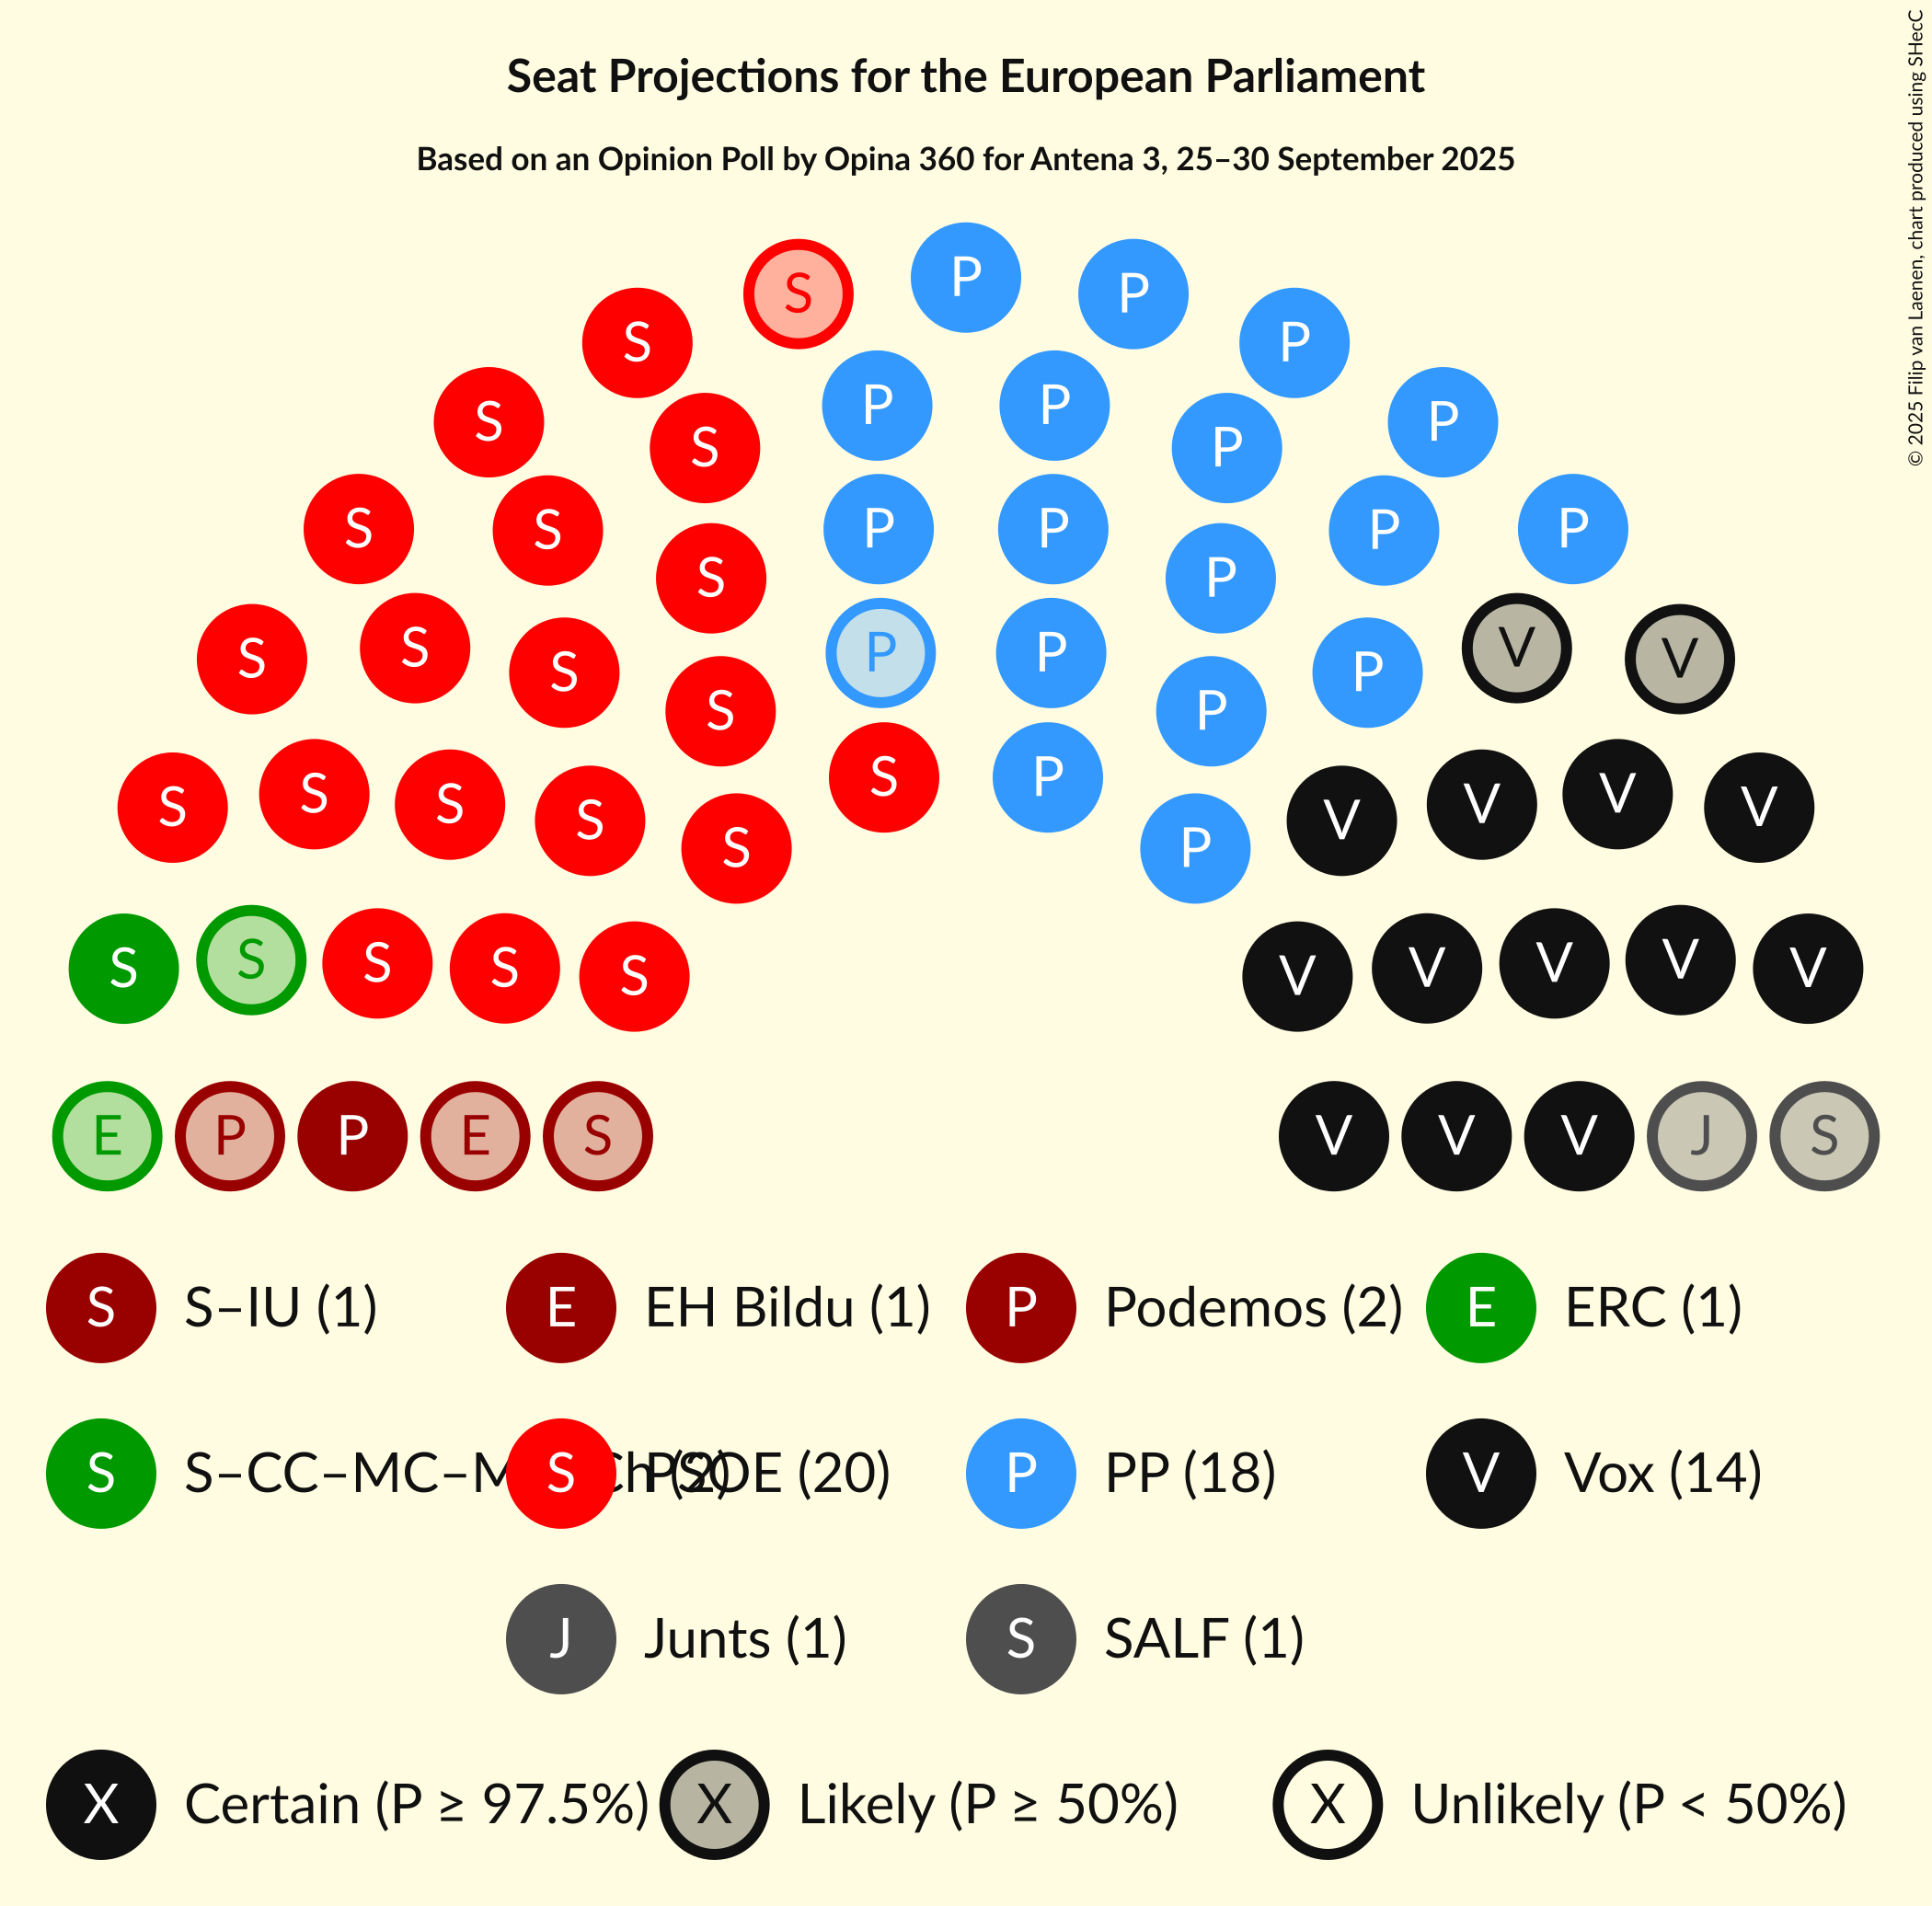 Seat Projections for the European Parliament
Based on an Opinion Poll by Opina 360 for Antena 3, 25–30 September 2025
© 2025 Filip van Laenen, chart produced using SHecC
P
S P
S P
P P
S P
S P
S P
P P
S P
S P P
S P
S V
P P
S V
S P
S P
S P
V V
S S
S V
S V
S P
V
S
S
S S S
S S
V V
V V
V
E P P E S
V V V J S
S S–IU (1)
E EH Bildu (1)
P Podemos (2)
E ERC (1)
S S–CC–MC–M
Ch (2)
S PSOE (20)
P PP (18)
V Vox (14)
J Junts (1)
S SALF (1)
X Certain (P ≥ 97.5%)
X Likely (P ≥ 50%)
X Unlikely (P < 50%)